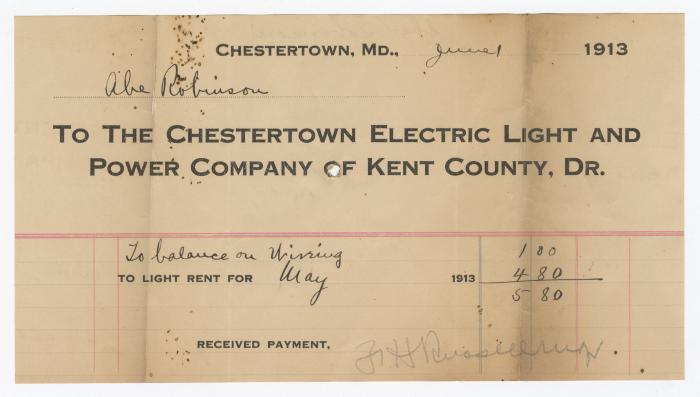 CHESTERTOWN, MD., June 1 1913
Abe Robinson
TO THE CHESTERTOWN ELECTRIC LIGHT AND
POWER COMPANY OF KENT COUNTY, DR.
To balance on Wirring 1 00
TO LIGHT RENT FOR May 1913 4 80
5 80
RECEIVED PAYMENT,